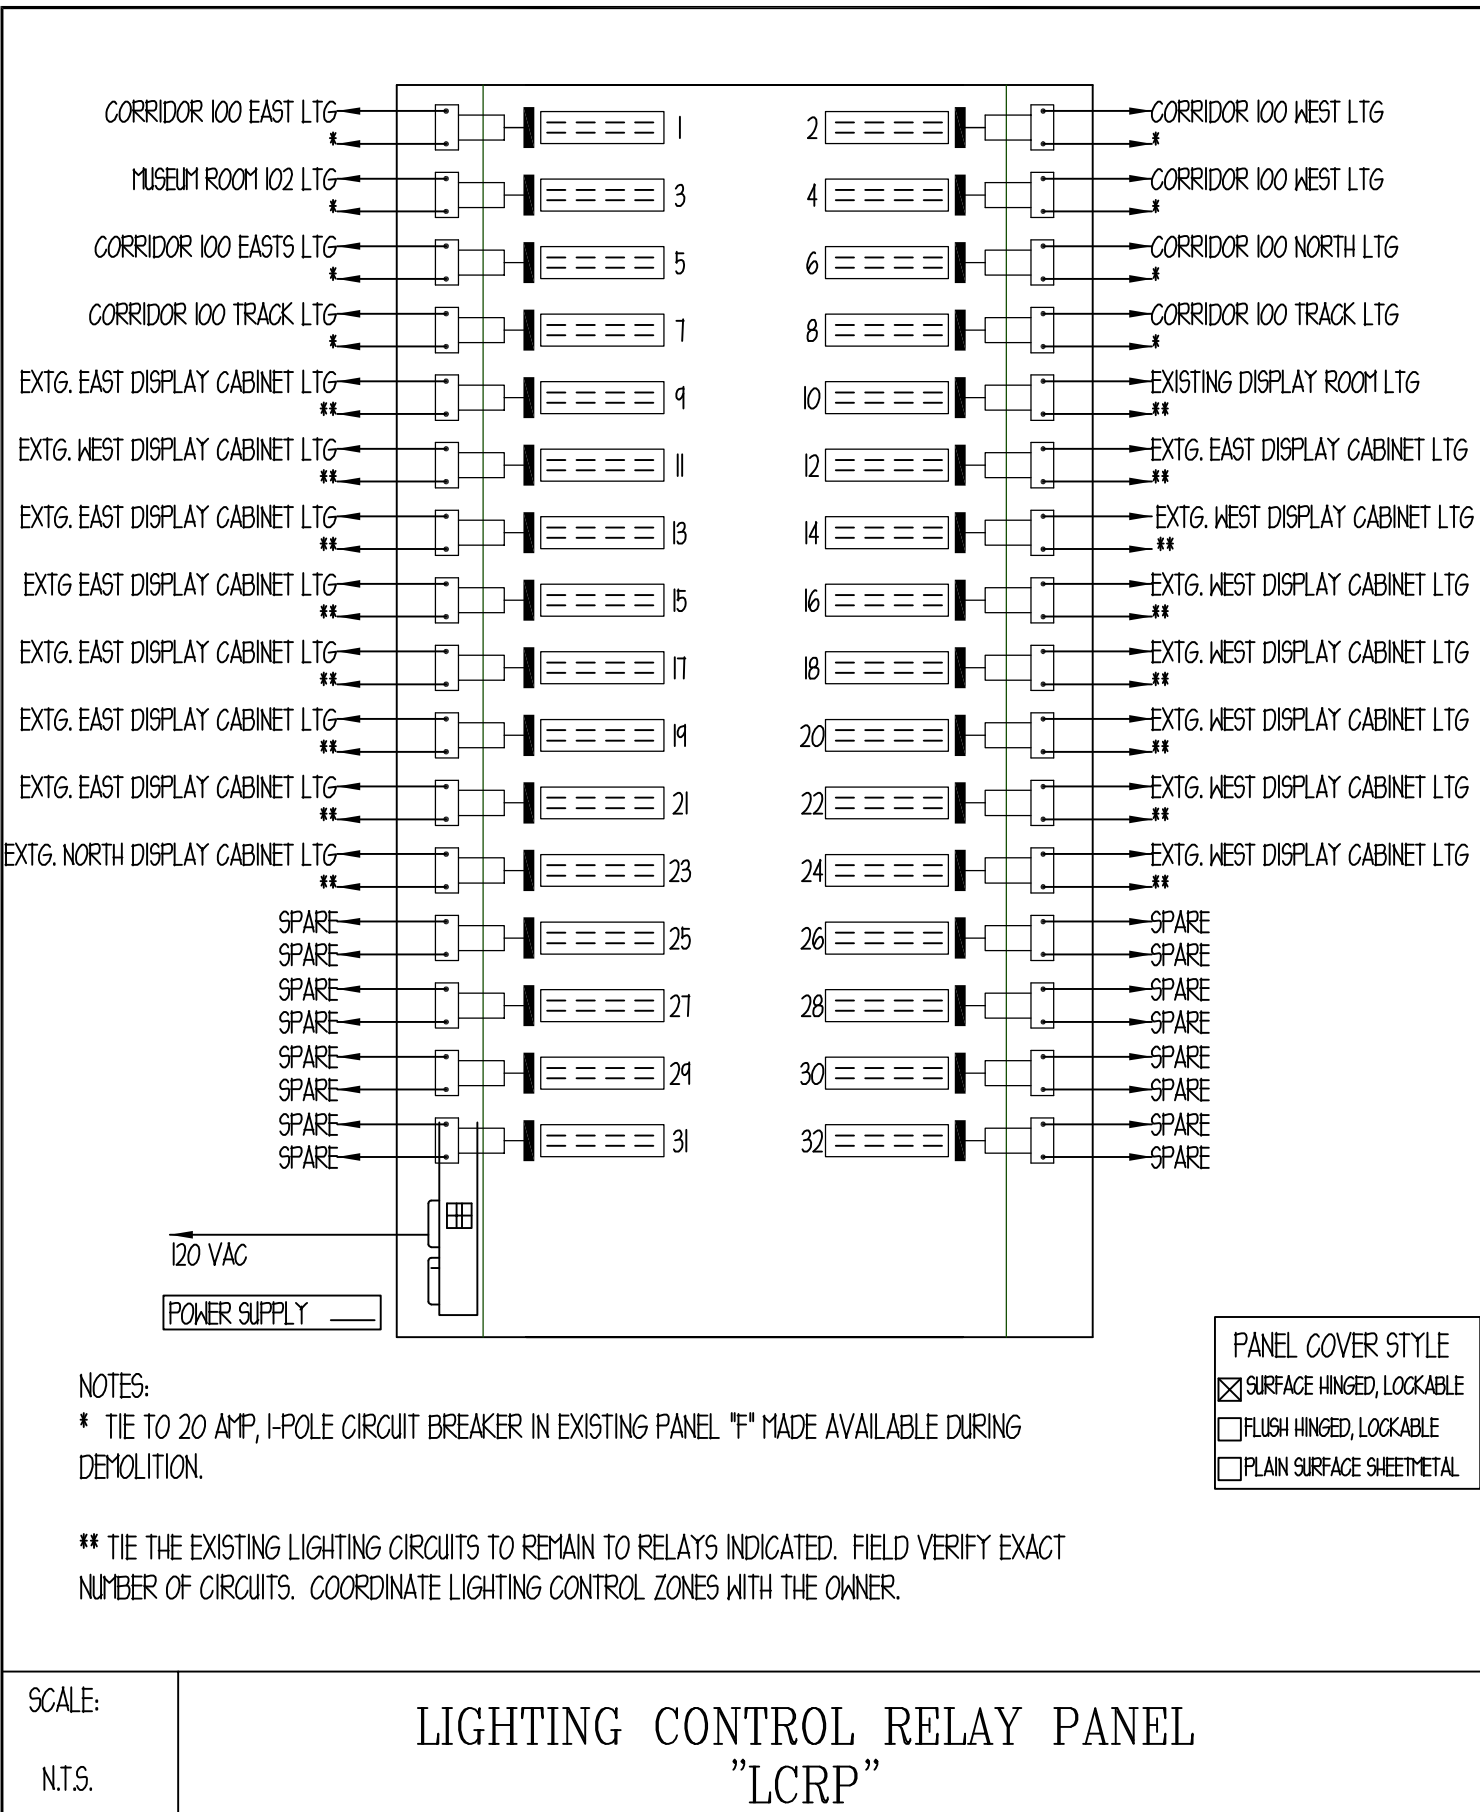 CORRIDOR 100 EAST LTG 1 2 CORRIDOR 100 WEST LTG
* *
MUSEUM ROOM 102 LTG 3 4 CORRIDOR 100 WEST LTG
* *
CORRIDOR 100 EASTS LTG 5 6 CORRIDOR 100 NORTH LTG
* *
CORRIDOR 100 TRACK LTG 7 8 CORRIDOR 100 TRACK LTG
* *
EXTG. EAST DISPLAY CABINET LTG 9 10 EXISTING DISPLAY ROOM LTG
** **
EXTG. WEST DISPLAY CABINET LTG 11 12 EXTG. EAST DISPLAY CABINET LTG
** **
EXTG. EAST DISPLAY CABINET LTG 13 14 EXTG. WEST DISPLAY CABINET LTG
** **
EXTG EAST DISPLAY CABINET LTG 15 16 EXTG. WEST DISPLAY CABINET LTG
** **
EXTG. EAST DISPLAY CABINET LTG 17 18 EXTG. WEST DISPLAY CABINET LTG
** **
EXTG. EAST DISPLAY CABINET LTG 19 20 EXTG. WEST DISPLAY CABINET LTG
** **
EXTG. EAST DISPLAY CABINET LTG 21 22 EXTG. WEST DISPLAY CABINET LTG
** **
EXTG. NORTH DISPLAY CABINET LTG 23 24 EXTG. WEST DISPLAY CABINET LTG
** **
SPARE 25 26 SPARE
SPARE SPARE
SPARE 27 28 SPARE
SPARE SPARE
SPARE 29 30 SPARE
SPARE SPARE
SPARE 31 32 SPARE
SPARE SPARE
120 VAC
POWER SUPPLY
PANEL COVER STYLE
SURFACE HINGED, LOCKABLE
FLUSH HINGED, LOCKABLE
PLAIN SURFACE SHEETMETAL
NOTES:
* TIE TO 20 AMP, 1-POLE CIRCUIT BREAKER IN EXISTING PANEL "F" MADE AVAILABLE DURING
DEMOLITION.
** TIE THE EXISTING LIGHTING CIRCUITS TO REMAIN TO RELAYS INDICATED. FIELD VERIFY EXACT
NUMBER OF CIRCUITS. COORDINATE LIGHTING CONTROL ZONES WITH THE OWNER.
SCALE:
N.T.S.
LIGHTING CONTROL RELAY PANEL
"LCRP"